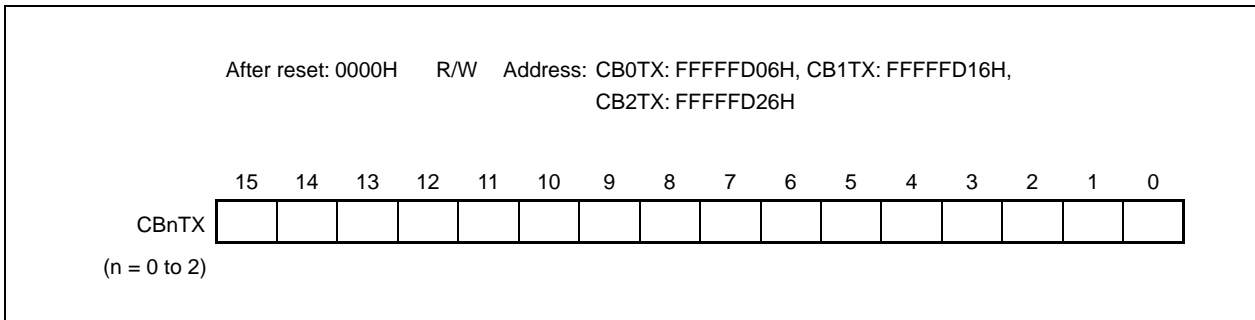 After reset: 0000H R/W Address: CB0TX: FFFFFD06H, CB1TX: FFFFFD16H,
CB2TX: FFFFFD26H
15 14 13 12 11 10 9 8 7 6 5 4 3 2 1 0
CBnTX
(n = 0 to 2)